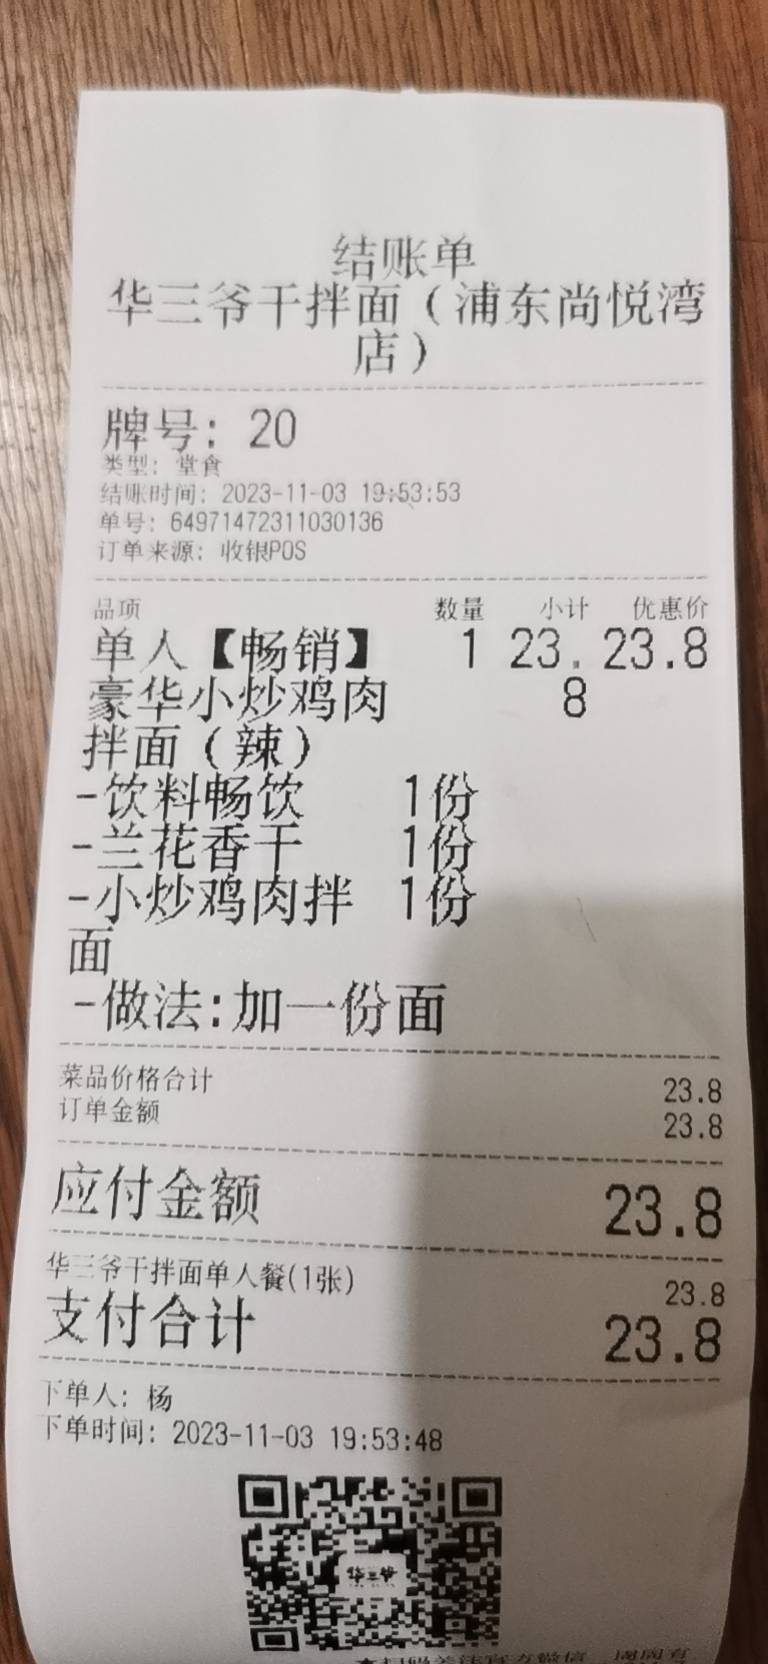 结账单
华三爷干拌面（浦东尚悦湾
店）
牌号: 20
类型: 堂食
结账时间: 2023-11-03 19:53:53
单号: 64971472311030136
订单来源: 收银POS
品项 数量 小计 优惠价
单人【畅销】 1 23. 23.8
豪华小炒鸡肉 8
拌面（辣）
-饮料畅饮 1份
-兰花香干 1份
-小炒鸡肉拌 1份
面
-做法:加一份面
菜品价格合计 23.8
订单金额 23.8
应付金额 23.8
华三爷干拌面单人餐(1张) 23.8
支付合计 23.8
下单人: 杨
下单时间: 2023-11-03 19:53:48
华三爷